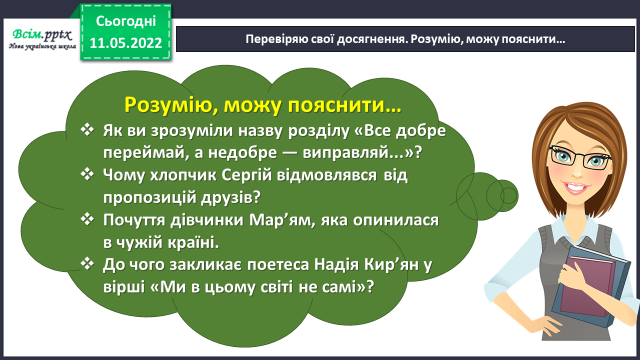 Всім.pptx
Нова українська школа
Сьогодні
11.05.2022
Перевіряю свої досягнення. Розумію, можу пояснити…
Розумію, можу пояснити…
❖ Як ви зрозуміли назву розділу «Все добре
переймай, а недобре — виправляй...»?
❖ Чому хлопчик Сергій відмовлявся від
пропозицій друзів?
❖ Почуття дівчинки Мар’ям, яка опинилася
в чужій країні.
❖ До чого закликає поетеса Надія Кир’ян у
вірші «Ми в цьому світі не самі»?